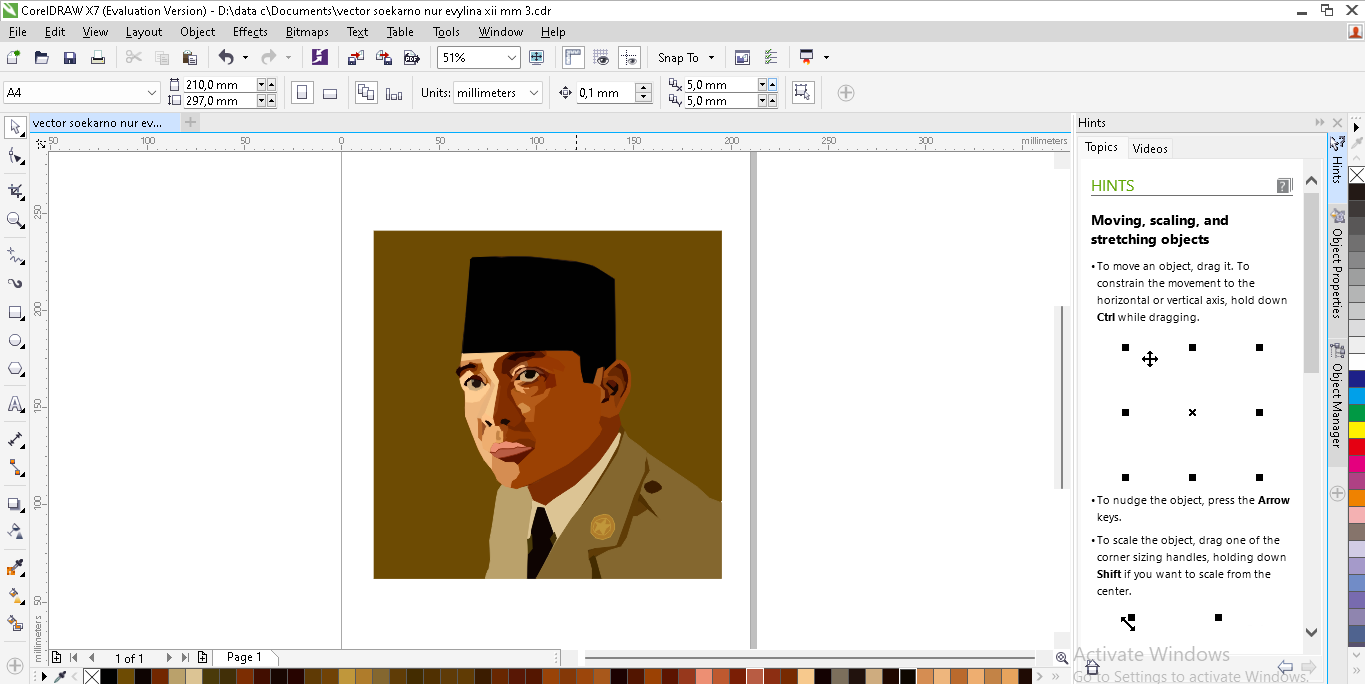 CorelDRAW X7 (Evaluation Version) - D:\data c\Documents\vector soekarno nur evylina xii mm 3.cdr
File Edit View Layout Object Effects Bitmaps Text Table Tools Window Help
51% Snap To
PDF
A4
210,0 mm
297,0 mm
Units: millimeters
0,1 mm
5,0 mm
5,0 mm
vector soekarno nur ev...
50 100 50 0 50 100 150 200 250 300 millimeters
250
200
150
100
50
millimeters
Hints
Topics Videos
HINTS
Moving, scaling, and
stretching objects
•To move an object, drag it. To
constrain the movement to the
horizontal or vertical axis, hold down
Ctrl while dragging.
•To nudge the object, press the Arrow
keys.
•To scale the object, drag one of the
corner sizing handles, holding down
Shift if you want to scale from the
center.
Hints
Object Properties
Object Manager
1 of 1
Page 1
Activate Windows
Go to Settings to activate Windows.